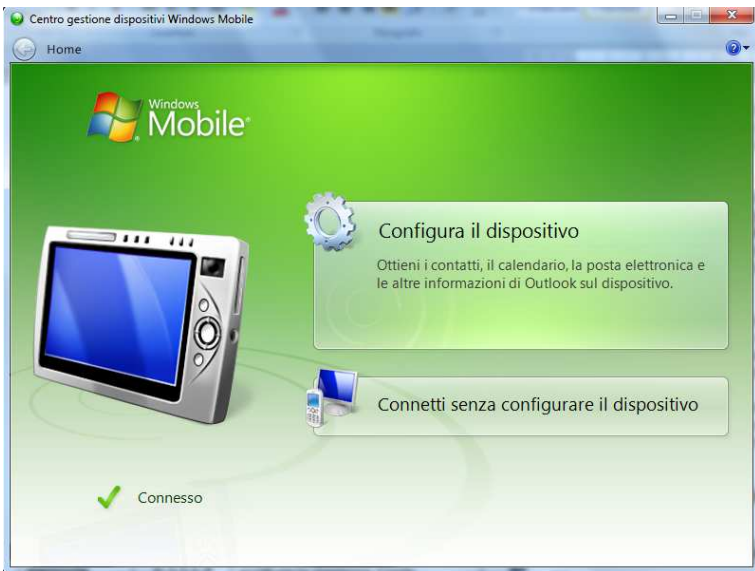 Centro gestione dispositivi Windows Mobile
Home
Windows
Mobile
Configura il dispositivo
Ottieni i contatti, il calendario, la posta elettronica e
le altre informazioni di Outlook sul dispositivo.
Connetti senza configurare il dispositivo
Connesso